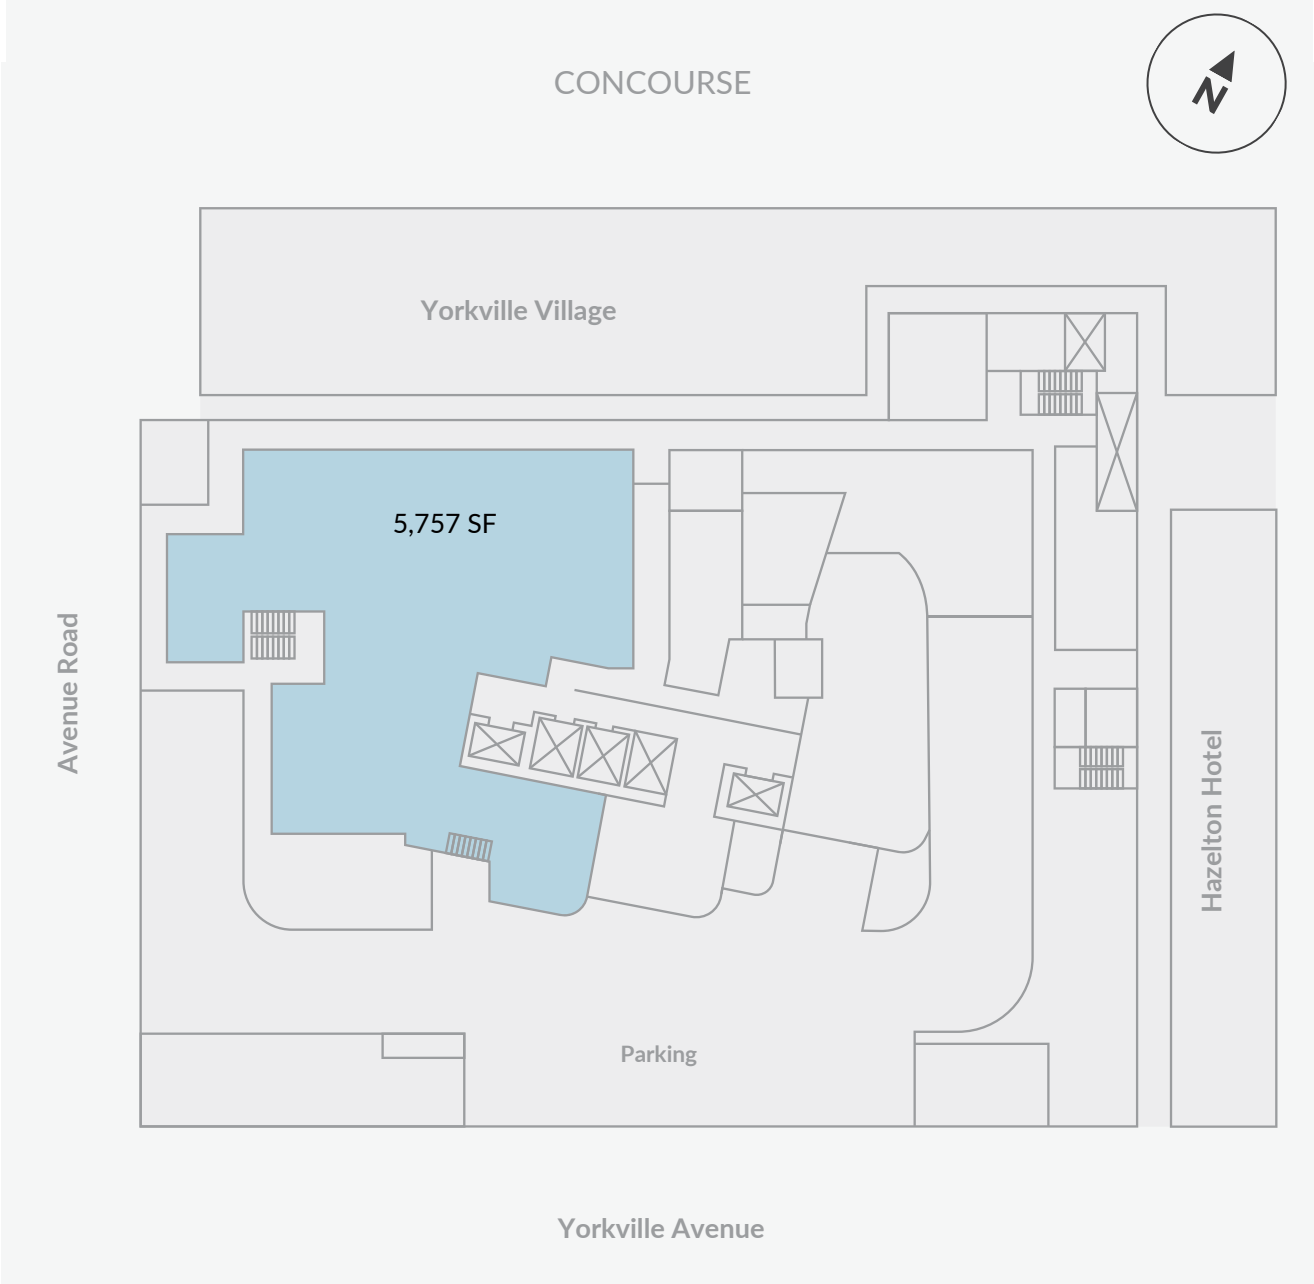 CONCOURSE
N
Yorkville Village
5,757 SF
Avenue Road
Hazelton Hotel
Parking
Yorkville Avenue